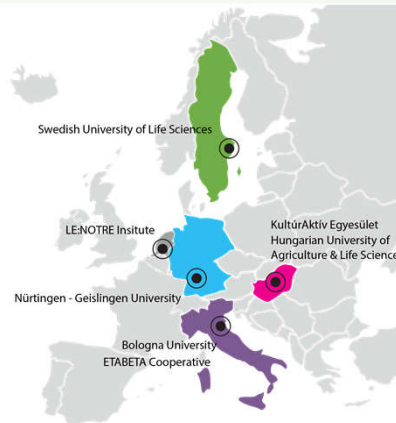 Swedish University of Life Sciences
LE:NOTRE Insitute
KultúrAktív Egyesület
Hungarian University of
Agriculture & Life Science
Nürtingen - Geislingen University
Bologna University
ETABETA Cooperative